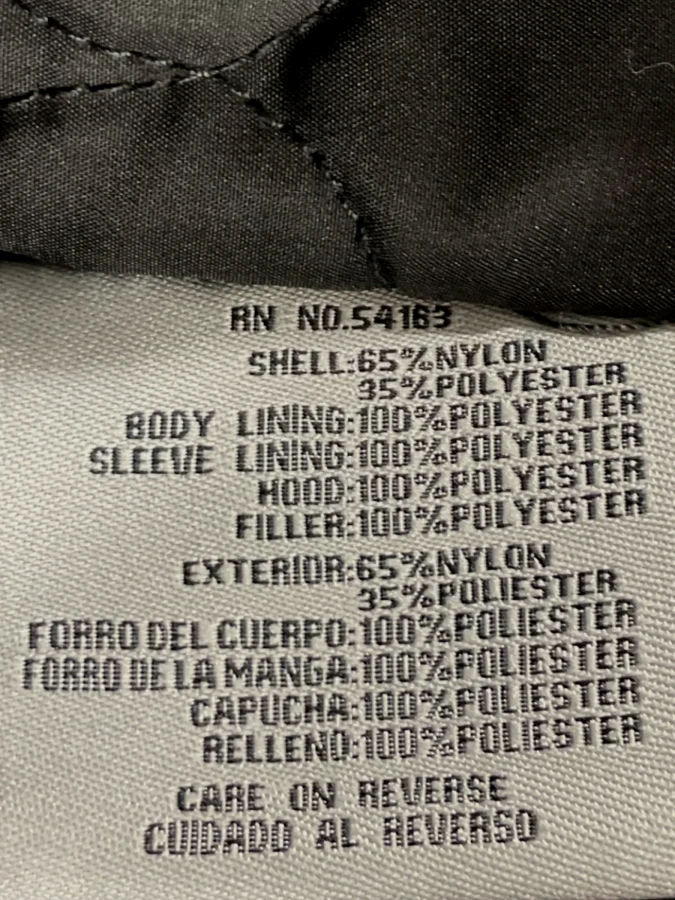 RN NO.54163
SHELL:65%NYLON
35%POLYESTER
BODY LINING:100%POLYESTER
SLEEVE LINING:100%POLYESTER
HOOD:100%POLYESTER
FILLER:100%POLYESTER
EXTERIOR:65%NYLON
35%POLIESTER
FORRO DEL CUERPO:100%POLIESTER
FORRO DE LA MANGA:100%POLIESTER
CAPUCHA:100%POLIESTER
RELLENO:100%POLIESTER
CARE ON REVERSE
CUIDADO AL REVERSO